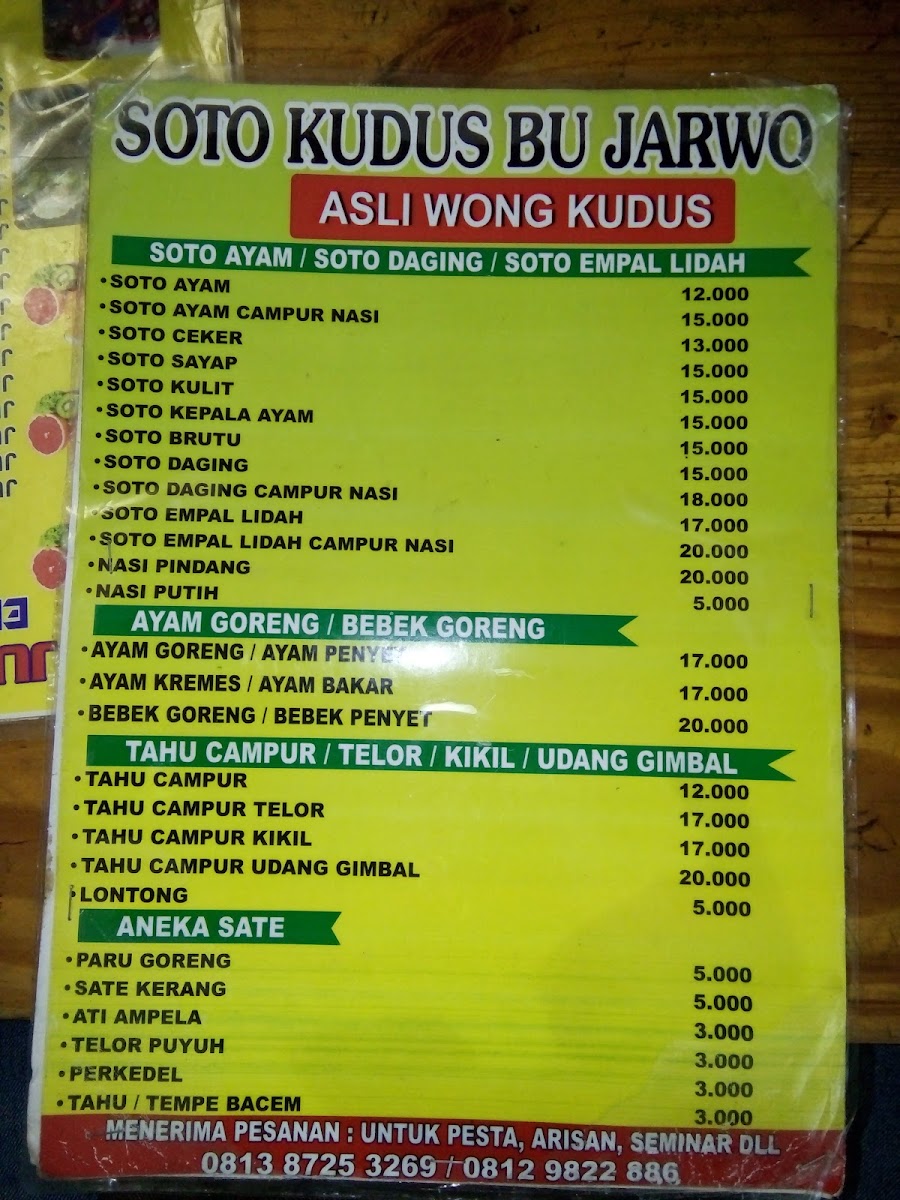 SOTO KUDUS BU JARWO
ASLI WONG KUDUS
SOTO AYAM / SOTO DAGING / SOTO EMPAL LIDAH
•SOTO AYAM 12.000
•SOTO AYAM CAMPUR NASI 15.000
•SOTO CEKER 13.000
•SOTO SAYAP 15.000
•SOTO KULIT 15.000
•SOTO KEPALA AYAM 15.000
•SOTO BRUTU 15.000
•SOTO DAGING 15.000
•SOTO DAGING CAMPUR NASI 18.000
•SOTO EMPAL LIDAH 17.000
•SOTO EMPAL LIDAH CAMPUR NASI 20.000
•NASI PINDANG 20.000
•NASI PUTIH 5.000
AYAM GORENG / BEBEK GORENG
•AYAM GORENG / AYAM PENYET 17.000
•AYAM KREMES / AYAM BAKAR 17.000
•BEBEK GORENG / BEBEK PENYET 20.000
TAHU CAMPUR / TELOR / KIKIL / UDANG GIMBAL
•TAHU CAMPUR 12.000
•TAHU CAMPUR TELOR 17.000
•TAHU CAMPUR KIKIL 17.000
•TAHU CAMPUR UDANG GIMBAL 20.000
•LONTONG 5.000
ANEKA SATE
•PARU GORENG 5.000
•SATE KERANG 5.000
•ATI AMPELA 3.000
•TELOR PUYUH 3.000
•PERKEDEL 3.000
•TAHU / TEMPE BACEM 3.000
MENERIMA PESANAN : UNTUK PESTA, ARISAN, SEMINAR DLL
0813 8725 3269 / 0812 9822 886